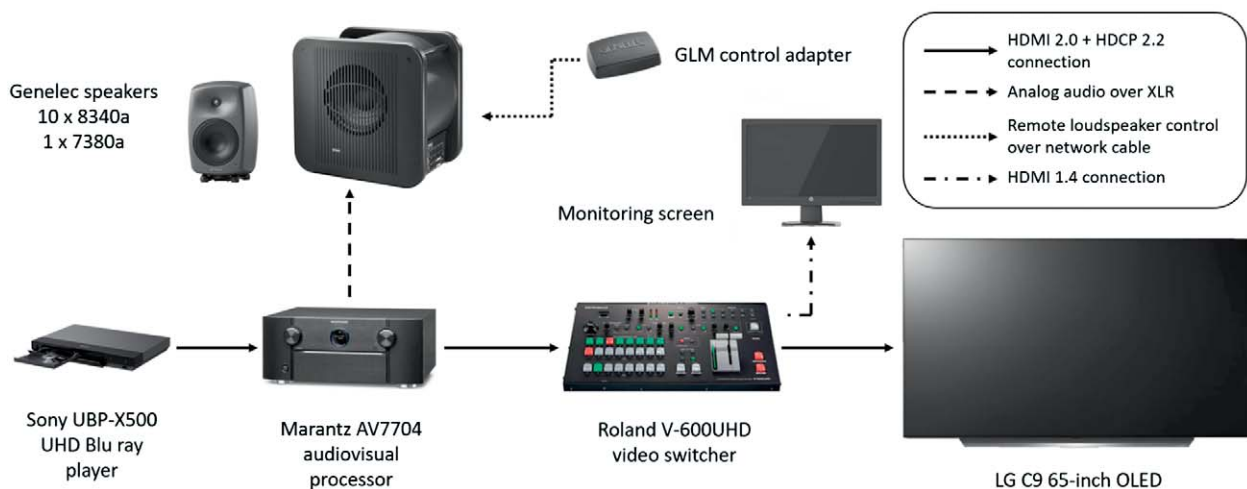 Genelec speakers
10 x 8340a
1 x 7380a
GLM control adapter
HDMI 2.0 + HDCP 2.2
connection
Analog audio over XLR
Remote loudspeaker control
over network cable
HDMI 1.4 connection
Monitoring screen
Sony UBP-X500
UHD Blu ray
player
Marantz AV7704
audiovisual
processor
Roland V-600UHD
video switcher
LG C9 65-inch OLED